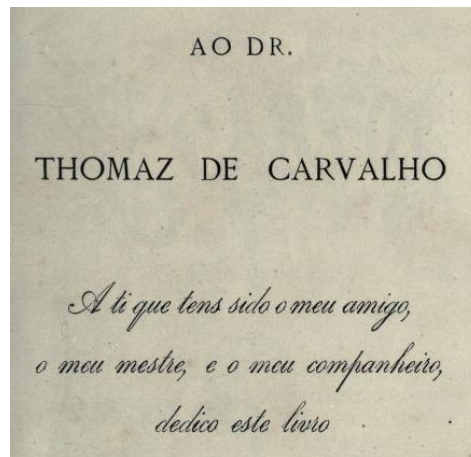 AO DR.
THOMAZ DE CARVALHO
A ti que tens sido o meu amigo,
o meu mestre, e o meu companheiro,
dedico este livro